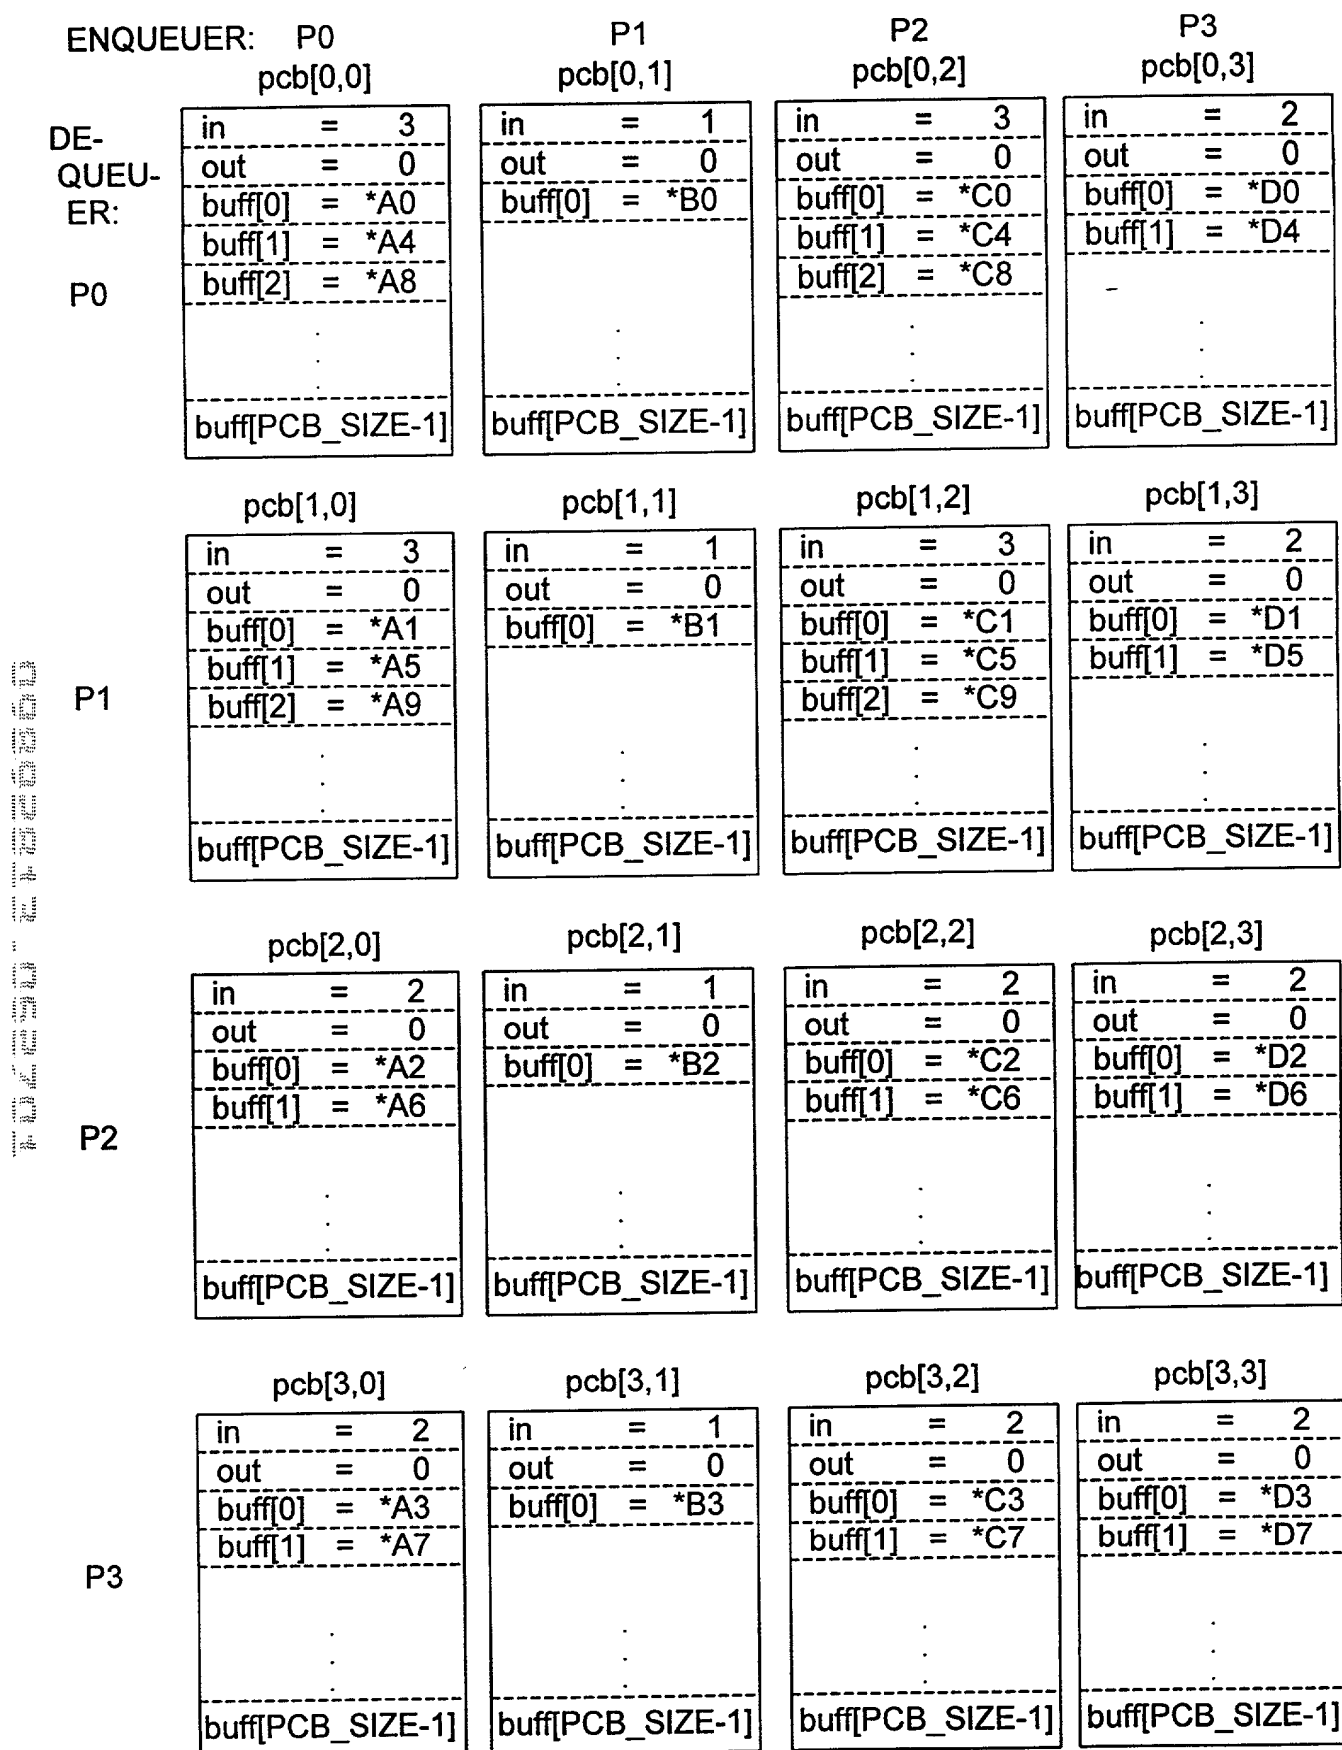 ENQUEUER: P0 P1 P2 P3
pcb[0,0] pcb[0,1] pcb[0,2] pcb[0,3]
DE-
QUEU-
ER:
P0
in = 3 in = 1 in = 3 in = 2
out = 0 out = 0 out = 0 out = 0
buff[0] = *A0 buff[0] = *B0 buff[0] = *C0 buff[0] = *D0
buff[1] = *A4 buff[1] = *C4 buff[1] = *D4
buff[2] = *A8 buff[2] = *C8
buff[PCB_SIZE-1] buff[PCB_SIZE-1] buff[PCB_SIZE-1] buff[PCB_SIZE-1]
pcb[1,0] pcb[1,1] pcb[1,2] pcb[1,3]
P1
in = 3 in = 1 in = 3 in = 2
out = 0 out = 0 out = 0 out = 0
buff[0] = *A1 buff[0] = *B1 buff[0] = *C1 buff[0] = *D1
buff[1] = *A5 buff[1] = *C5 buff[1] = *D5
buff[2] = *A9 buff[2] = *C9
buff[PCB_SIZE-1] buff[PCB_SIZE-1] buff[PCB_SIZE-1] buff[PCB_SIZE-1]
pcb[2,0] pcb[2,1] pcb[2,2] pcb[2,3]
P2
in = 2 in = 1 in = 2 in = 2
out = 0 out = 0 out = 0 out = 0
buff[0] = *A2 buff[0] = *B2 buff[0] = *C2 buff[0] = *D2
buff[1] = *A6 buff[1] = *C6 buff[1] = *D6
buff[PCB_SIZE-1] buff[PCB_SIZE-1] buff[PCB_SIZE-1] buff[PCB_SIZE-1]
pcb[3,0] pcb[3,1] pcb[3,2] pcb[3,3]
P3
in = 2 in = 1 in = 2 in = 2
out = 0 out = 0 out = 0 out = 0
buff[0] = *A3 buff[0] = *B3 buff[0] = *C3 buff[0] = *D3
buff[1] = *A7 buff[1] = *C7 buff[1] = *D7
buff[PCB_SIZE-1] buff[PCB_SIZE-1] buff[PCB_SIZE-1] buff[PCB_SIZE-1]